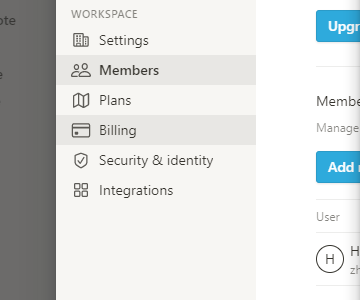 WORKSPACE
Settings
Members
Plans
Billing
Security & identity
Integrations
Upgr
Membe
Manage
Add
User
H
H
zh
ote
e